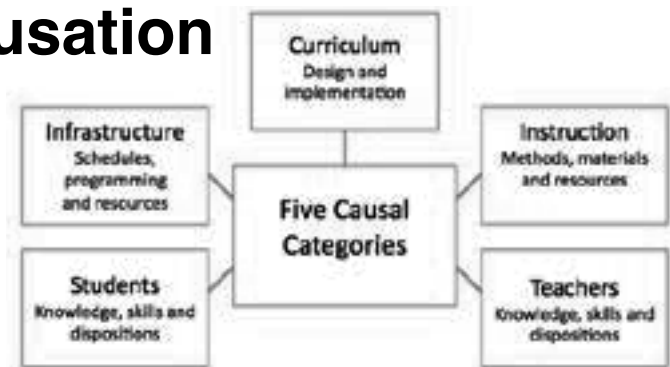 usation
Curriculum
Design and
implementation
Infrastructure
Schedules,
programming
and resources
Instruction
Methods, materials
and resources
Five Causal
Categories
Students
Knowledge, skills and
dispositions
Teachers
Knowledge, skills and
dispositions